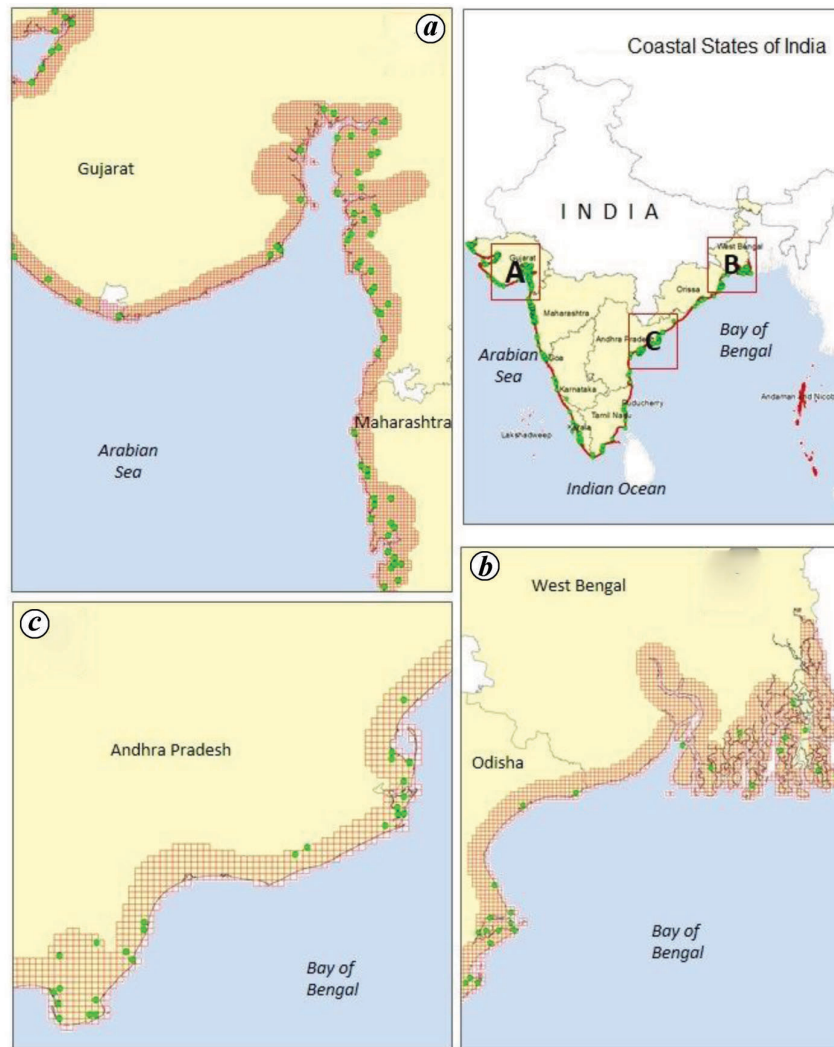 a
Gujarat
Maharashtra
Arabian
Sea
Coastal States of India
I N D I A
West Bengal
Gujarat
A
B
Orissa
Maharashtra
Andhra Pradesh
C
Bay of
Bengal
Arabian
Sea
Goa
Karnataka
Puducherry
Andaman and Nicob
Tamil Nadu
Lakshadweep
Kerala
Indian Ocean
b
West Bengal
Odisha
Bay of
Bengal
c
Andhra Pradesh
Bay of
Bengal